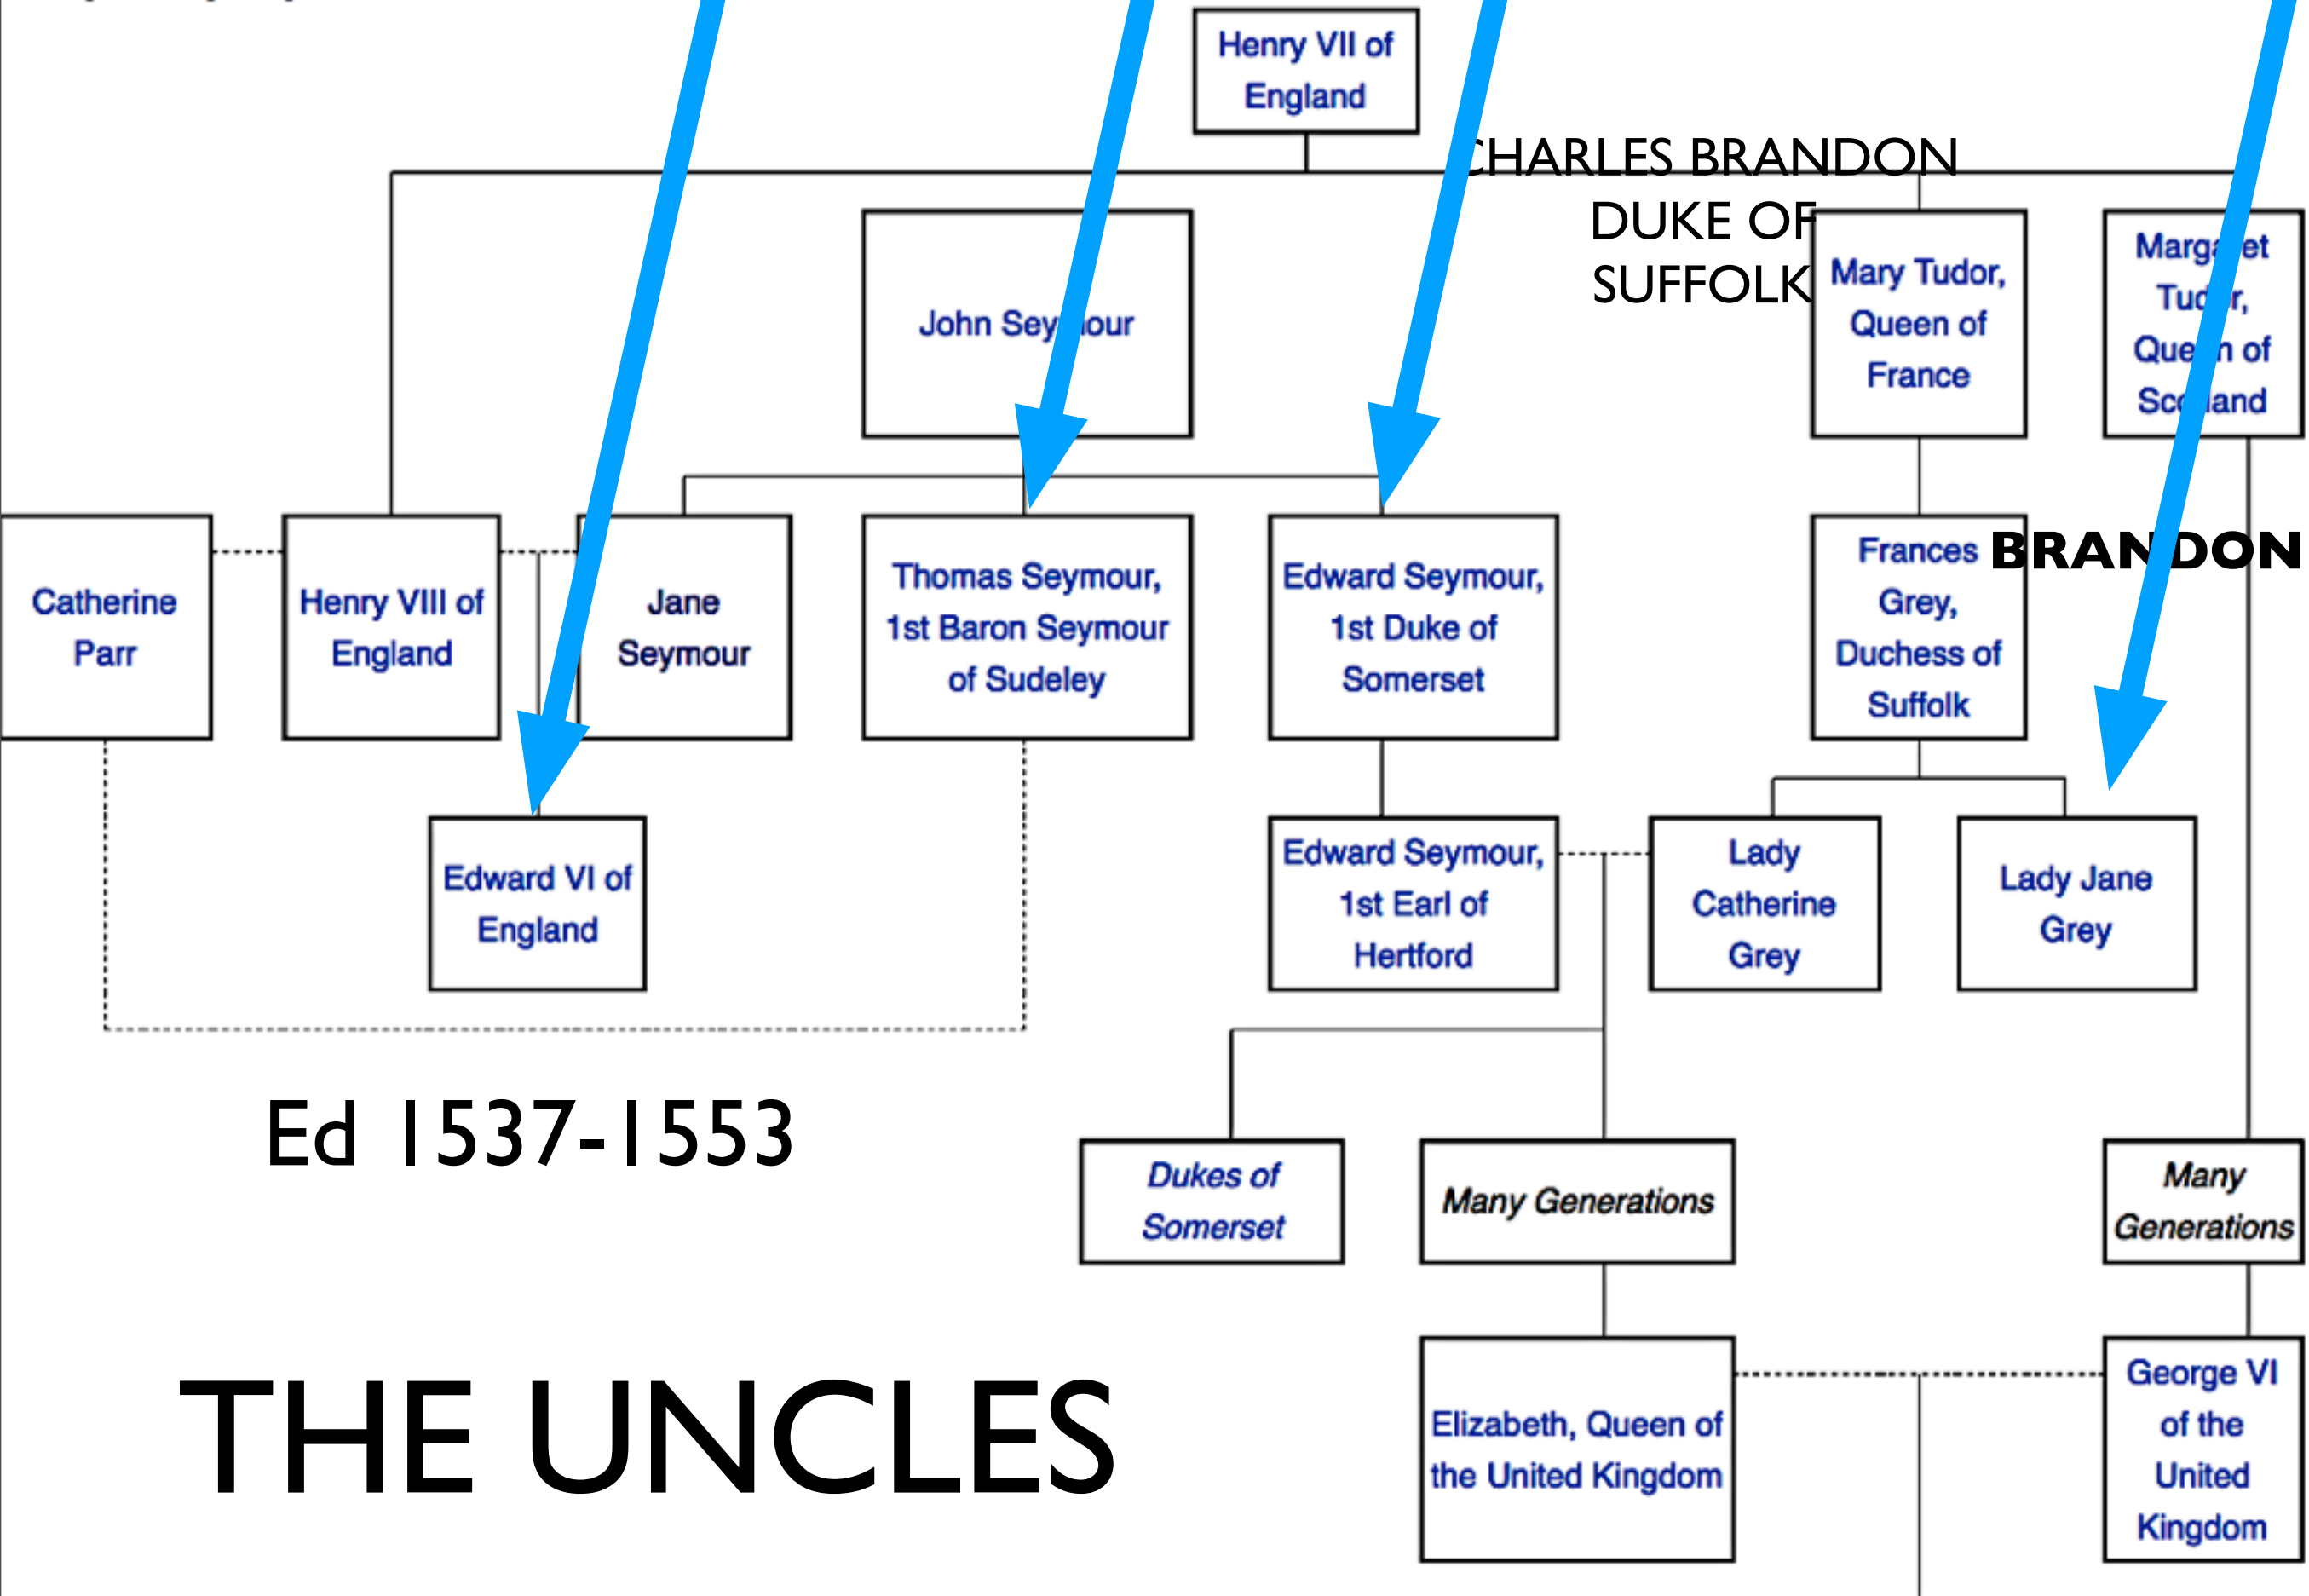 Henry VII of
England
CHARLES BRANDON
DUKE OF
SUFFOLK
John Seymour
Mary Tudor,
Queen of
France
Margaret
Tudor,
Queen of
Scotland
Catherine
Parr
Henry VIII of
England
Jane
Seymour
Thomas Seymour,
1st Baron Seymour
of Sudeley
Edward Seymour,
1st Duke of
Somerset
Frances
Grey,
Duchess of
Suffolk
BRANDON
Edward VI of
England
Edward Seymour,
1st Earl of
Hertford
Lady
Catherine
Grey
Lady Jane
Grey
Ed 1537-1553
Dukes of
Somerset
Many Generations
Many
Generations
THE UNCLES
Elizabeth, Queen of
the United Kingdom
George VI
of the
United
Kingdom